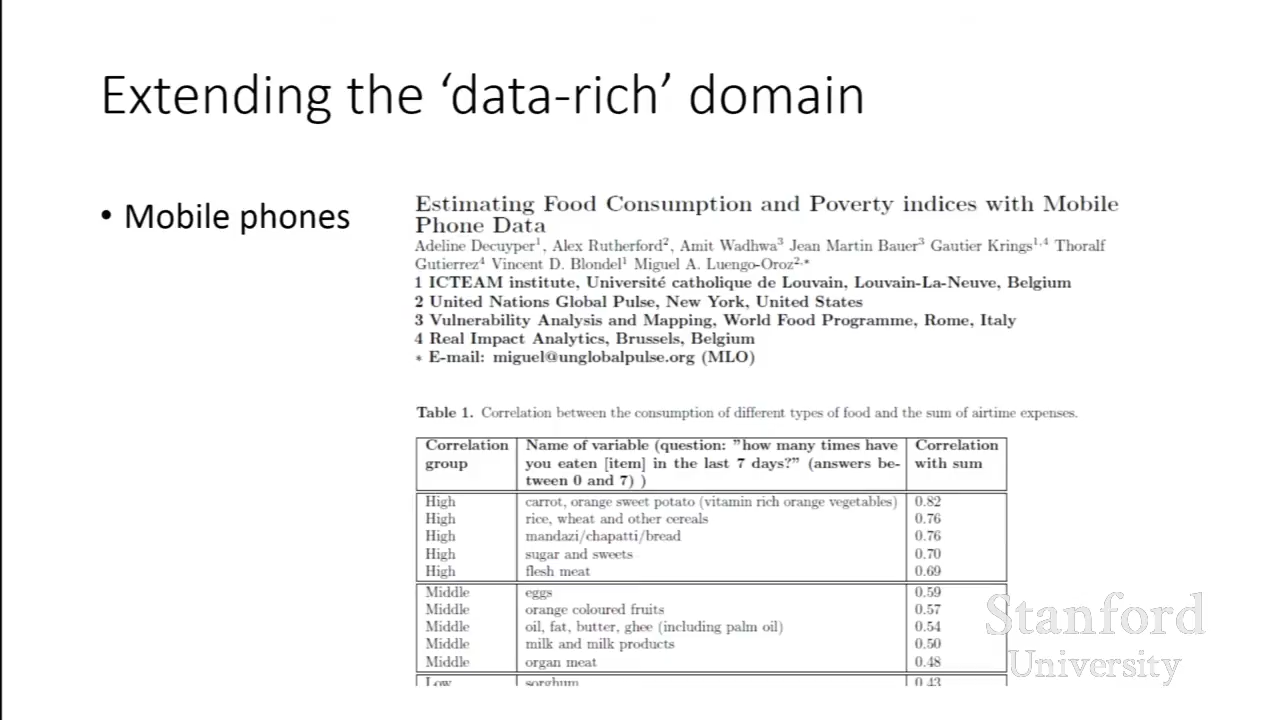 Extending the ‘data-rich’ domain
• Mobile phones
Estimating Food Consumption and Poverty indices with Mobile
Phone Data
Adeline Decuyper1, Alex Rutherford2, Amit Wadhwa3 Jean Martin Bauer3 Gautier Krings1,4 Thoralf
Gutierrez4 Vincent D. Blondel1 Miguel A. Luengo-Oroz2,∗
1 ICTEAM institute, Université catholique de Louvain, Louvain-La-Neuve, Belgium
2 United Nations Global Pulse, New York, United States
3 Vulnerability Analysis and Mapping, World Food Programme, Rome, Italy
4 Real Impact Analytics, Brussels, Belgium
∗ E-mail: miguel@unglobalpulse.org (MLO)
Table 1. Correlation between the consumption of different types of food and the sum of airtime expenses.
Correlation Name of variable (question: ”how many times have Correlation
group you eaten [item] in the last 7 days?” (answers be- with sum
tween 0 and 7) )
High carrot, orange sweet potato (vitamin rich orange vegetables) 0.82
High rice, wheat and other cereals 0.76
High mandazi/chapatti/bread 0.76
High sugar and sweets 0.70
High flesh meat 0.69
Middle eggs 0.59
Middle orange coloured fruits 0.57
Middle oil, fat, butter, ghee (including palm oil) 0.54
Middle milk and milk products 0.50
Middle organ meat 0.48
Low sorghum 0.43
Stanford
University